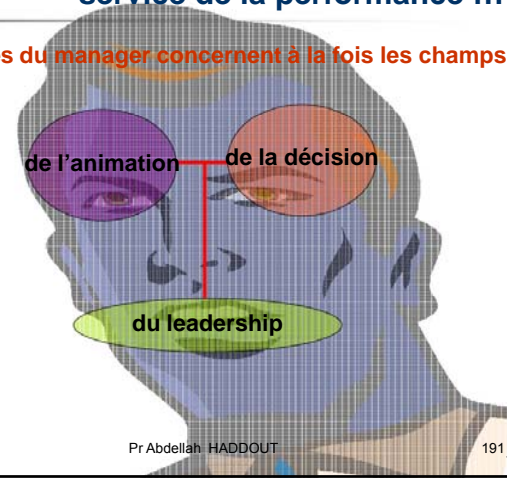 service de la performance ...
es du manager concernent à la fois les champs
de l'animation
de la décision
du leadership
Pr Abdellah HADDOUT
191